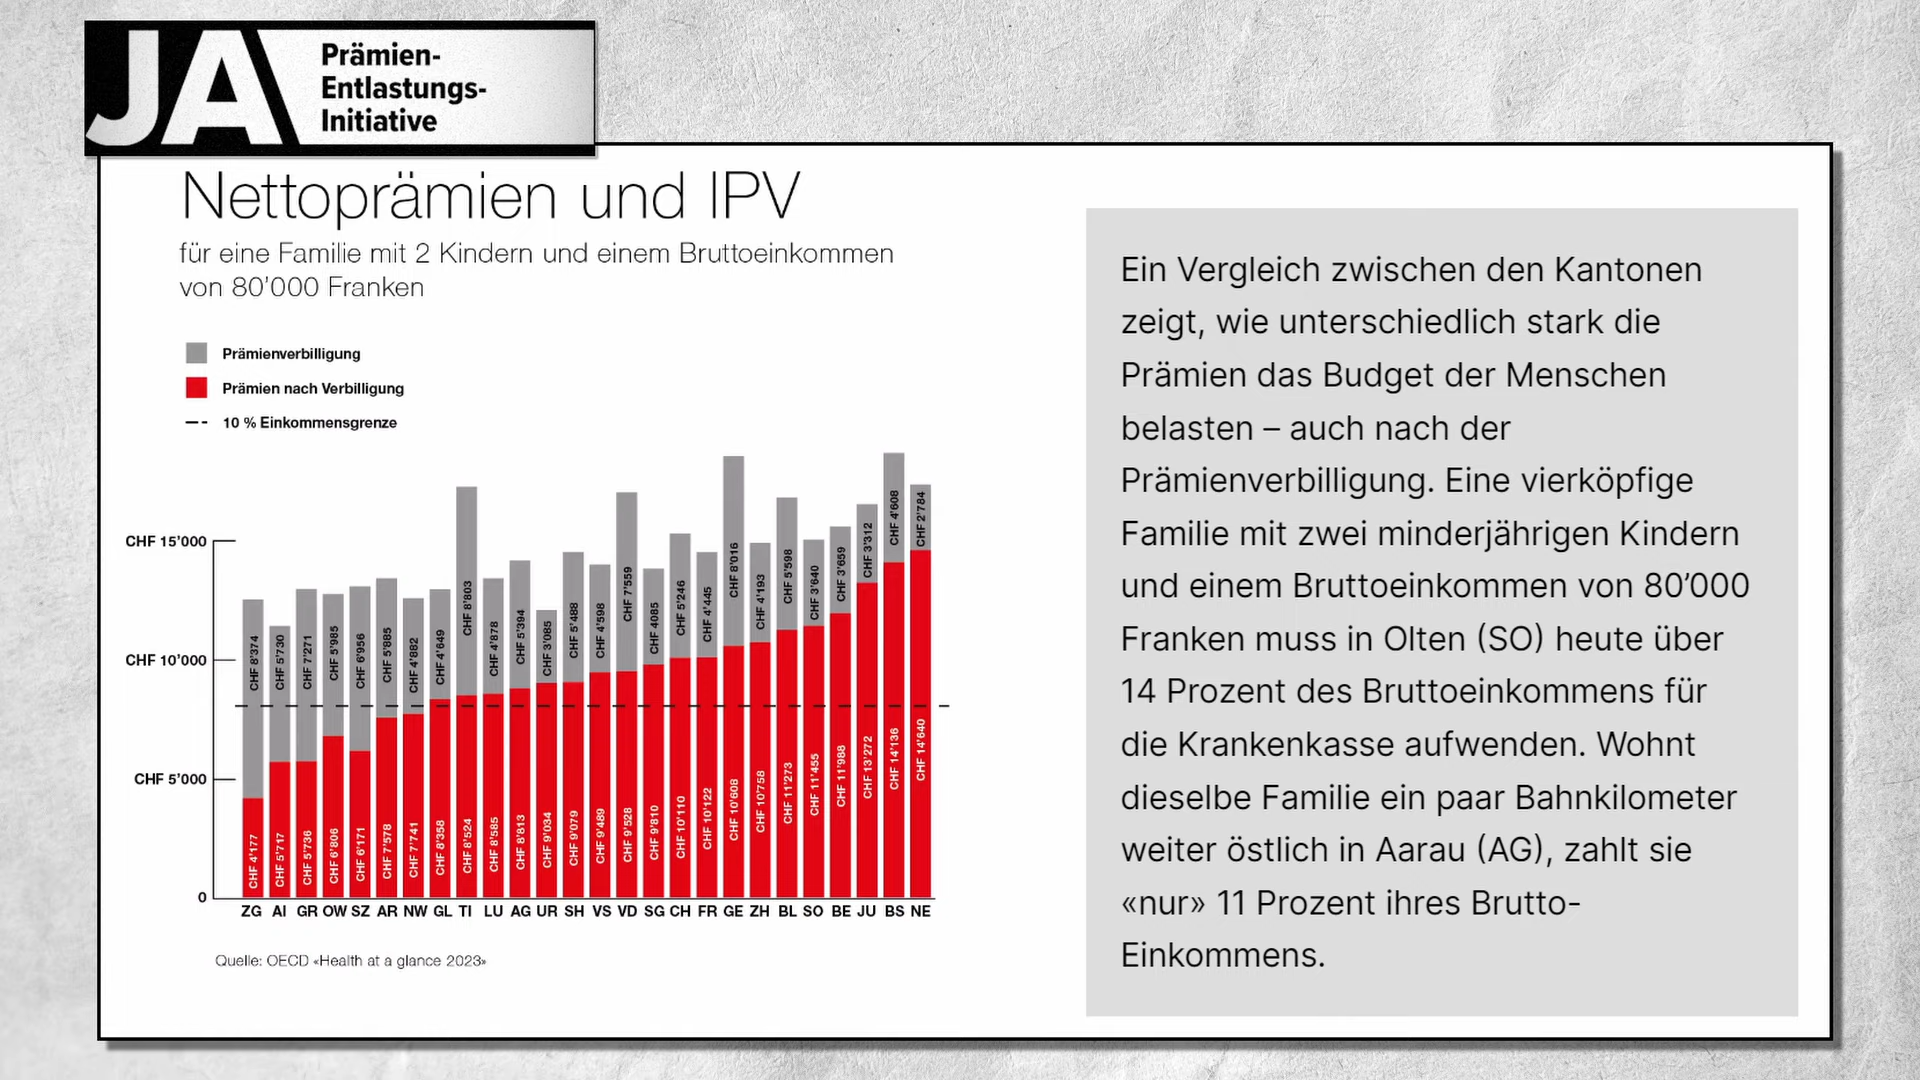 JA
Prämien-
Entlastungs-
Initiative
Nettoprämien und IPV
für eine Familie mit 2 Kindern und einem Bruttoeinkommen
von 80'000 Franken
Prämienverbilligung
Prämien nach Verbilligung
10 % Einkommensgrenze
CHF 15'000
CHF 10'000
CHF 5'000
0
CHF 8'374
CHF 5'730
CHF 7'271
CHF 5'985
CHF 6'956
CHF 5'885
CHF 4'882
CHF 4'649
CHF 8'803
CHF 4'878
CHF 5'394
CHF 3'085
CHF 5'488
CHF 4'598
CHF 7'559
CHF 4085
CHF 5'246
CHF 4'445
CHF 8'016
CHF 4'193
CHF 5'598
CHF 3'640
CHF 3'659
CHF 3'312
CHF 4'608
CHF 2'784
CHF 4'177
CHF 5'717
CHF 5'736
CHF 6'806
CHF 6'171
CHF 7'578
CHF 7'741
CHF 8'358
CHF 8'524
CHF 8'585
CHF 8'813
CHF 9'034
CHF 9'079
CHF 9'489
CHF 9'528
CHF 9'810
CHF 10'110
CHF 10'122
CHF 10'608
CHF 10'758
CHF 11'273
CHF 11'455
CHF 11'988
CHF 13'272
CHF 14'136
CHF 14'640
ZG AI GR OW SZ AR NW GL TI LU AG UR SH VS VD SG CH FR GE ZH BL SO BE JU BS NE
Quelle: OECD «Health at a glance 2023»
Ein Vergleich zwischen den Kantonen
zeigt, wie unterschiedlich stark die
Prämien das Budget der Menschen
belasten – auch nach der
Prämienverbilligung. Eine vierköpfige
Familie mit zwei minderjährigen Kindern
und einem Bruttoeinkommen von 80’000
Franken muss in Olten (SO) heute über
14 Prozent des Bruttoeinkommens für
die Krankenkasse aufwenden. Wohnt
dieselbe Familie ein paar Bahnkilometer
weiter östlich in Aarau (AG), zahlt sie
«nur» 11 Prozent ihres Brutto-
Einkommens.